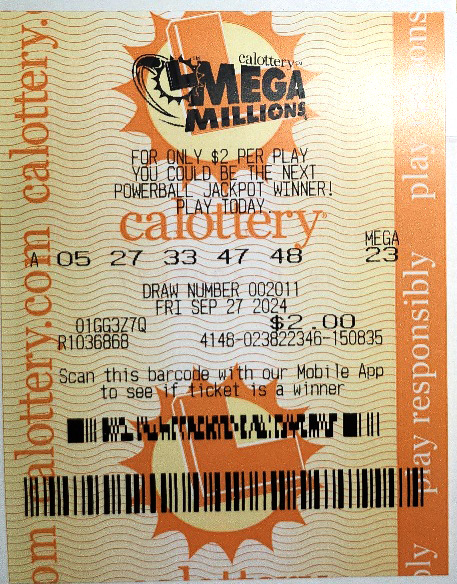 calottery
MEGA
MILLIONS
FOR ONLY $2 PER PLAY
YOU COULD BE THE NEXT
POWERBALL JACKPOT WINNER!
PLAY TODAY.
calottery
MEGA
A 05 27 33 47 48 23
DRAW NUMBER 002011
FRI SEP 27 2024
01GG3Z7Q $2.00
R1036868 4148-023822346-150835
Scan this barcode with our Mobile App
to see if ticket is a winner
calottery.com calottery.
play responsibly play